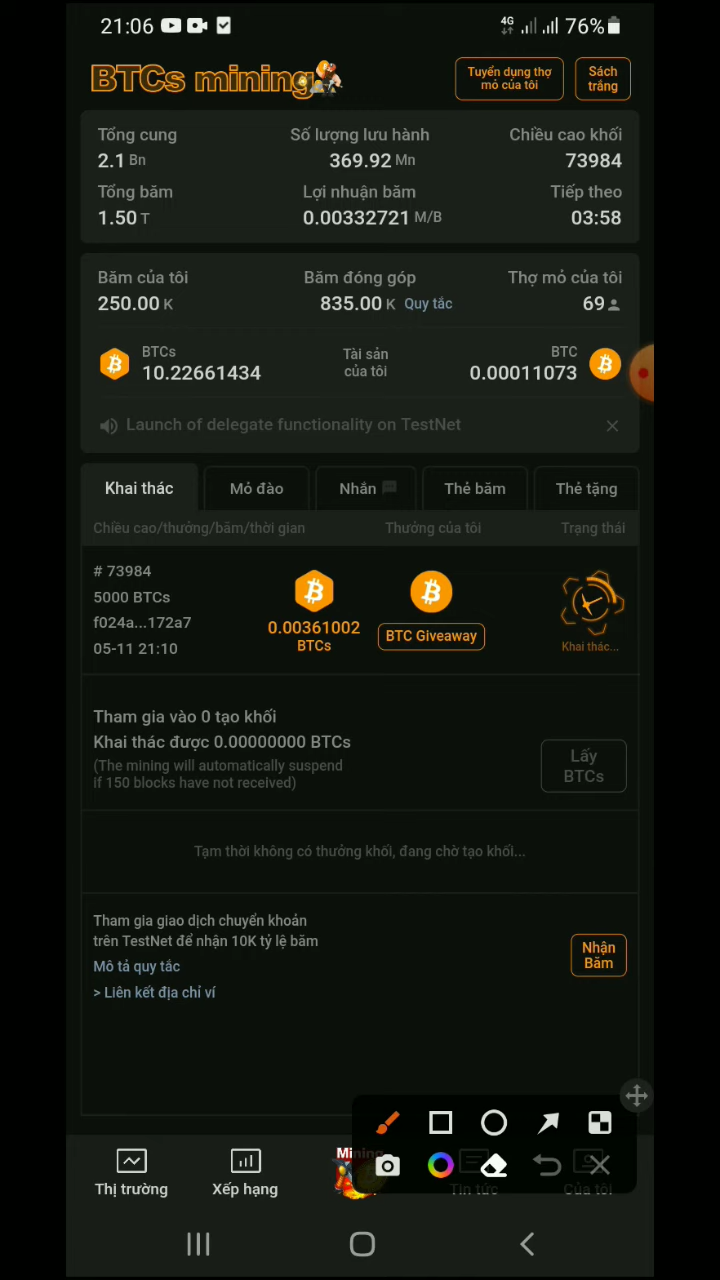 21:06 4G 76%
BTCs mining
Tuyển dụng thợ
mỏ của tôi
Sách
trắng
Tổng cung Số lượng lưu hành Chiều cao khối
2.1 Bn 369.92 Mn 73984
Tổng băm Lợi nhuận băm Tiếp theo
1.50 T 0.00332721 M/B 03:58
Băm của tôi Băm đóng góp Thợ mỏ của tôi
250.00 K 835.00 K Quy tắc 69
BTCs Tài sản BTC
10.22661434 của tôi 0.00011073
Launch of delegate functionality on TestNet
Khai thác Mỏ đào Nhắn Thẻ băm Thẻ tặng
Chiều cao/thưởng/băm/thời gian Thưởng của tôi Trạng thái
# 73984
5000 BTCs
f024a...172a7
05-11 21:10
0.00361002
BTCs
BTC Giveaway
Khai thác...
Tham gia vào 0 tạo khối
Khai thác được 0.00000000 BTCs
(The mining will automatically suspend
if 150 blocks have not received)
Lấy
BTCs
Tạm thời không có thưởng khối, đang chờ tạo khối...
Tham gia giao dịch chuyển khoản
trên TestNet để nhận 10K tỷ lệ băm
Mô tả quy tắc
> Liên kết địa chỉ ví
Nhận
Băm
Mining
Thị trường Xếp hạng Tin tức Của tôi